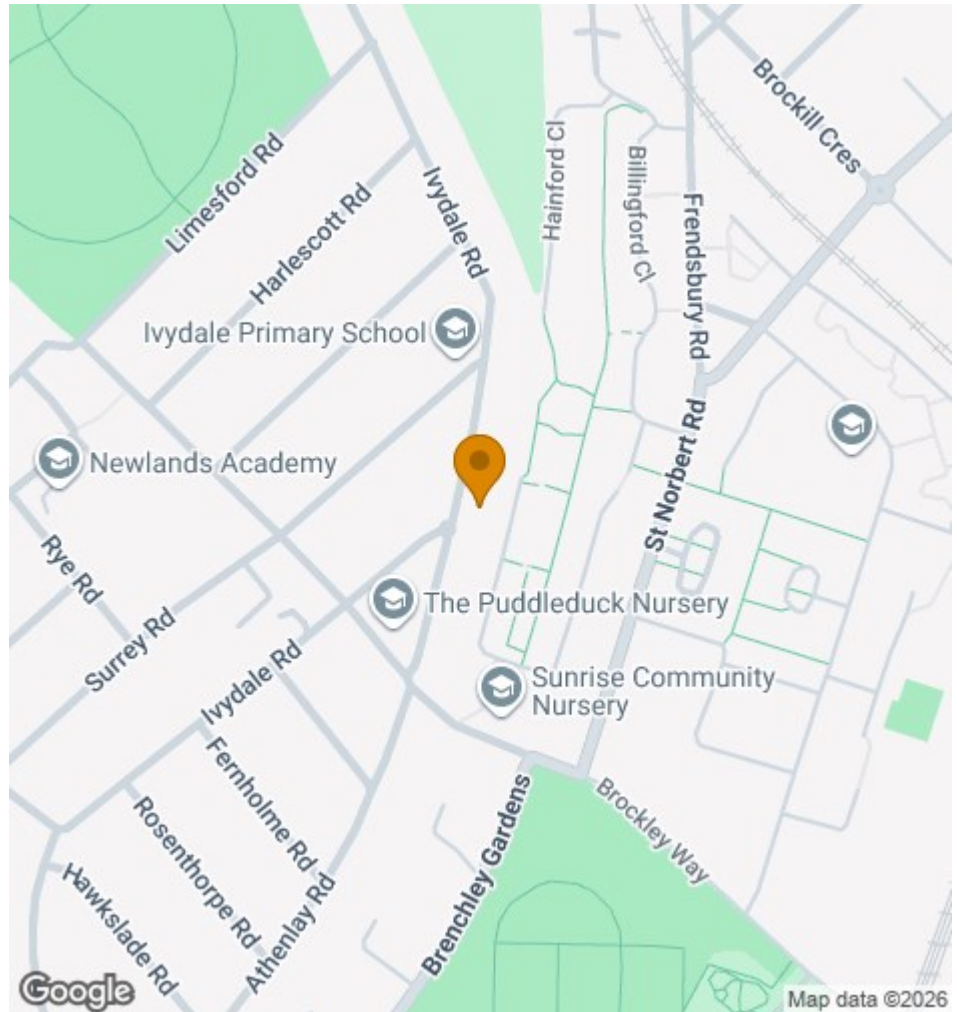 Brockill Cres
Limesford Rd
Harlescott Rd
Ivydale Rd
Hainford Cl
Billingford Cl
Frendsbury Rd
Ivydale Primary School
Newlands Academy
St Norbert Rd
Rye Rd
The Puddleduck Nursery
Surrey Rd
Ivydale Rd
Sunrise Community
Nursery
Fernholme Rd
Rosenthorpe Rd
Hawkslade Rd
Athenlay Rd
Brenchley Gardens
Brockley Way
Google
Map data ©2026